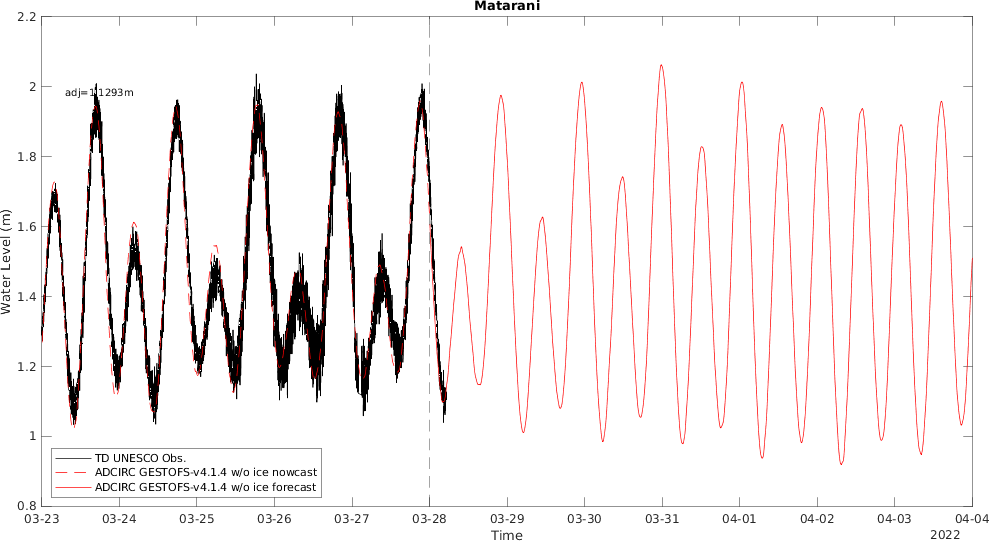 Matarani
2.2
2
1.8
1.6
1.4
1.2
1
0.8
Water Level (m)
adj=1.1293m
TD UNESCO Obs.
ADCIRC GESTOFS-v4.1.4 w/o ice nowcast
ADCIRC GESTOFS-v4.1.4 w/o ice forecast
03-23 03-24 03-25 03-26 03-27 03-28 03-29 03-30 03-31 04-01 04-02 04-03 04-04
Time
2022